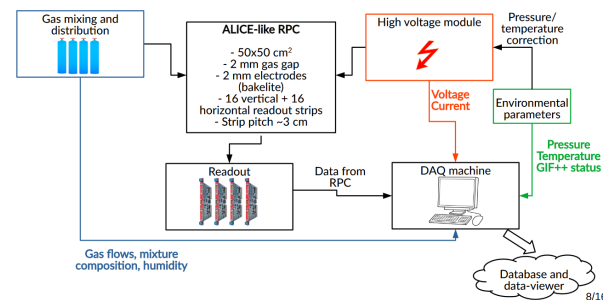 Gas mixing and
distribution
ALICE-like RPC
- 50x50 cm²
- 2 mm gas gap
- 2 mm electrodes
(bakelite)
- 16 vertical + 16
horizontal readout strips
- Strip pitch ~3 cm
High voltage module
Pressure/
temperature
correction
Voltage
Current
Environmental
parameters
Pressure
Temperature
GIF++ status
Readout
Data from
RPC
DAQ machine
Gas flows, mixture
composition, humidity
Database and
data-viewer